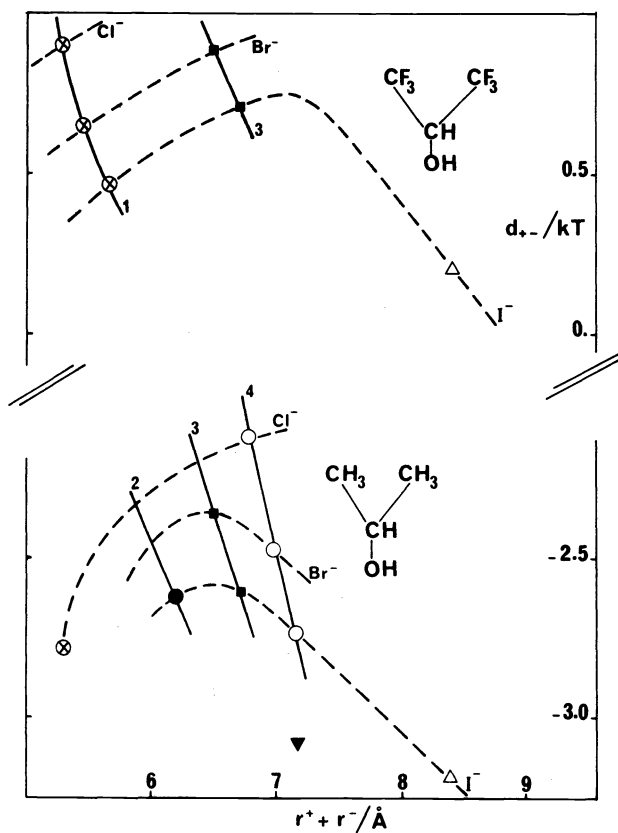 Cl⁻
Br⁻
CF₃ CF₃
CH
OH
3
1
0.5
d₊₋/kT
I⁻
0.
4
3
Cl⁻
2
CH₃ CH₃
CH
OH
Br⁻
-2.5
-3.0
I⁻
6 7 8 9
r⁺ + r⁻/Å